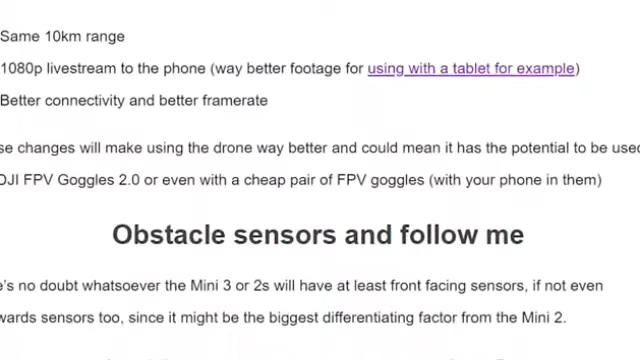 Same 10km range
1080p livestream to the phone (way better footage for using with a tablet for example)
Better connectivity and better framerate
se changes will make using the drone way better and could mean it has the potential to be used
DJI FPV Goggles 2.0 or even with a cheap pair of FPV goggles (with your phone in them)
Obstacle sensors and follow me
e's no doubt whatsoever the Mini 3 or 2s will have at least front facing sensors, if not even
wards sensors too, since it might be the biggest differentiating factor from the Mini 2.